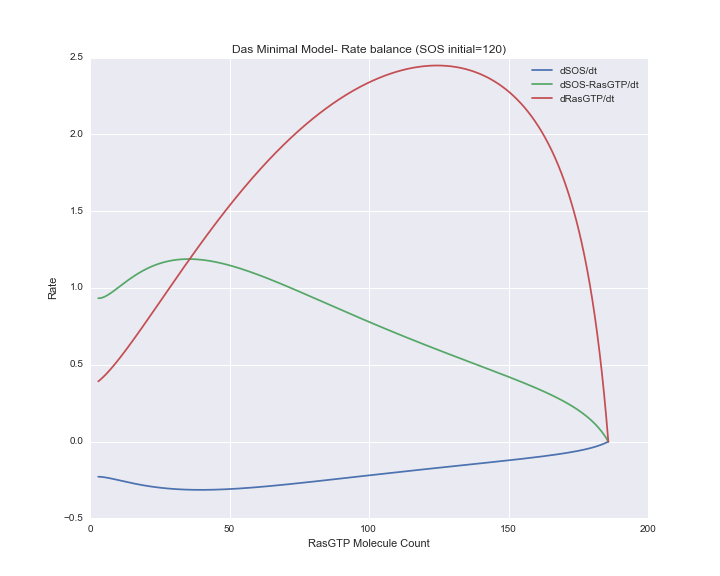 Das Minimal Model- Rate balance (SOS initial=120)
dSOS/dt
dSOS-RasGTP/dt
dRasGTP/dt
2.5
2.0
1.5
1.0
0.5
0.0
−0.5
Rate
0
50
100
150
200
RasGTP Molecule Count